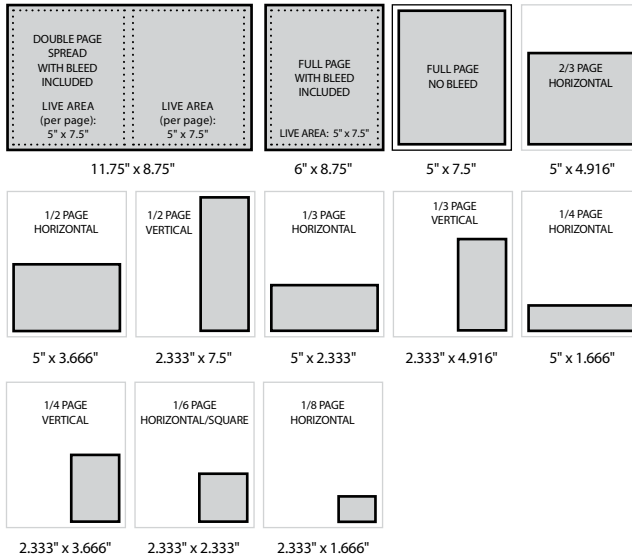 DOUBLE PAGE
SPREAD
WITH BLEED
INCLUDED
LIVE AREA
(per page):
5" x 7.5"
LIVE AREA
(per page):
5" x 7.5"
11.75" x 8.75"
FULL PAGE
WITH BLEED
INCLUDED
LIVE AREA: 5" x 7.5"
6" x 8.75"
FULL PAGE
NO BLEED
5" x 7.5"
2/3 PAGE
HORIZONTAL
5" x 4.916"
1/2 PAGE
HORIZONTAL
5" x 3.666"
1/2 PAGE
VERTICAL
2.333" x 7.5"
1/3 PAGE
HORIZONTAL
5" x 2.333"
1/3 PAGE
VERTICAL
2.333" x 4.916"
1/4 PAGE
HORIZONTAL
5" x 1.666"
1/4 PAGE
VERTICAL
2.333" x 3.666"
1/6 PAGE
HORIZONTAL/SQUARE
2.333" x 2.333"
1/8 PAGE
HORIZONTAL
2.333" x 1.666"